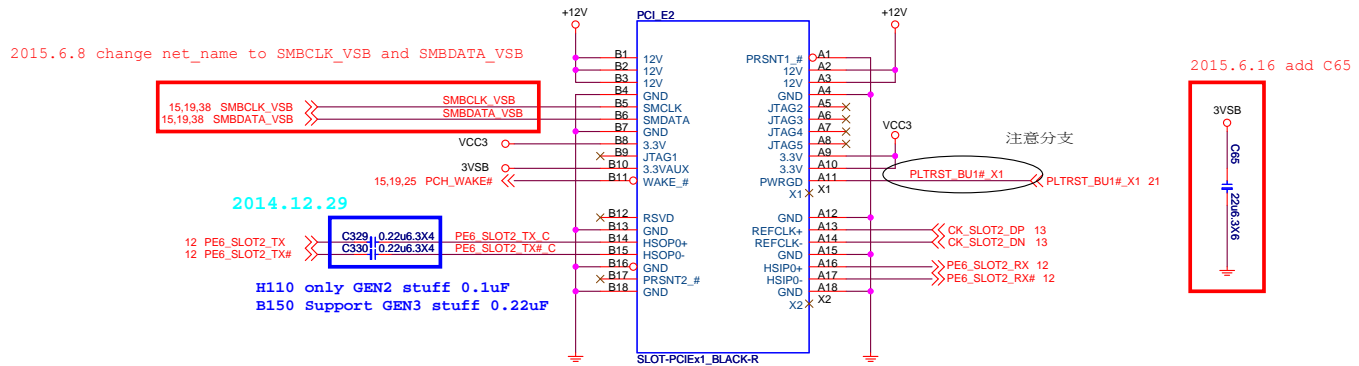 +12V
PCI_E2
+12V
2015.6.8 change net_name to SMBCLK_VSB and SMBDATA_VSB
2015.6.16 add C65
B1 12V
B2 12V
B3 12V
B4 GND
15,19,38 SMBCLK_VSB SMBCLK_VSB B5 SMCLK
15,19,38 SMBDATA_VSB SMBDATA_VSB B6 SMDATA
B7 GND
VCC3 B8 3.3V
B9 JTAG1
3VSB B10 3.3VAUX
15,19,25 PCH_WAKE# B11 WAKE_#
2014.12.29
B12 RSVD
B13 GND
12 PE6_SLOT2_TX C329 0.22u6.3X4 PE6_SLOT2_TX_C B14 HSOP0+
12 PE6_SLOT2_TX# C330 0.22u6.3X4 PE6_SLOT2_TX#_C B15 HSOP0-
B16 GND
B17 PRSNT2_#
B18 GND
H110 only GEN2 stuff 0.1uF
B150 Support GEN3 stuff 0.22uF
PRSNT1_# A1
12V A2
12V A3
GND A4
JTAG2 A5
JTAG3 A6
JTAG4 A7
JTAG5 A8
VCC3
注意分支
3.3V A9
3.3V A10
PWRGD A11 PLTRST_BU1#_X1 PLTRST_BU1#_X1 21
X1 X1
GND A12
REFCLK+ A13 CK_SLOT2_DP 13
REFCLK- A14 CK_SLOT2_DN 13
GND A15
HSIP0+ A16 PE6_SLOT2_RX 12
HSIP0- A17 PE6_SLOT2_RX# 12
GND A18
X2 X2
SLOT-PCIEx1_BLACK-R
3VSB
C65
22u6.3X6